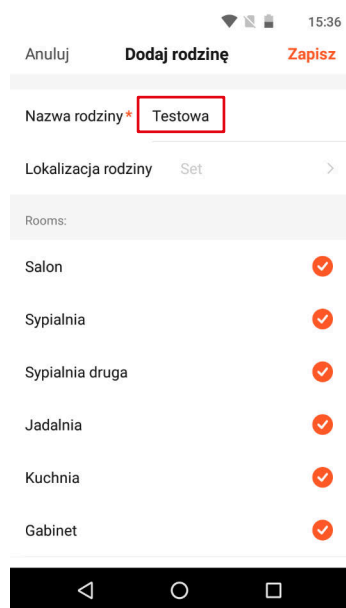 15:36
Anuluj Dodaj rodzinę Zapisz
Nazwa rodziny* Testowa
Lokalizacja rodziny Set
Rooms:
Salon
Sypialnia
Sypialnia druga
Jadalnia
Kuchnia
Gabinet